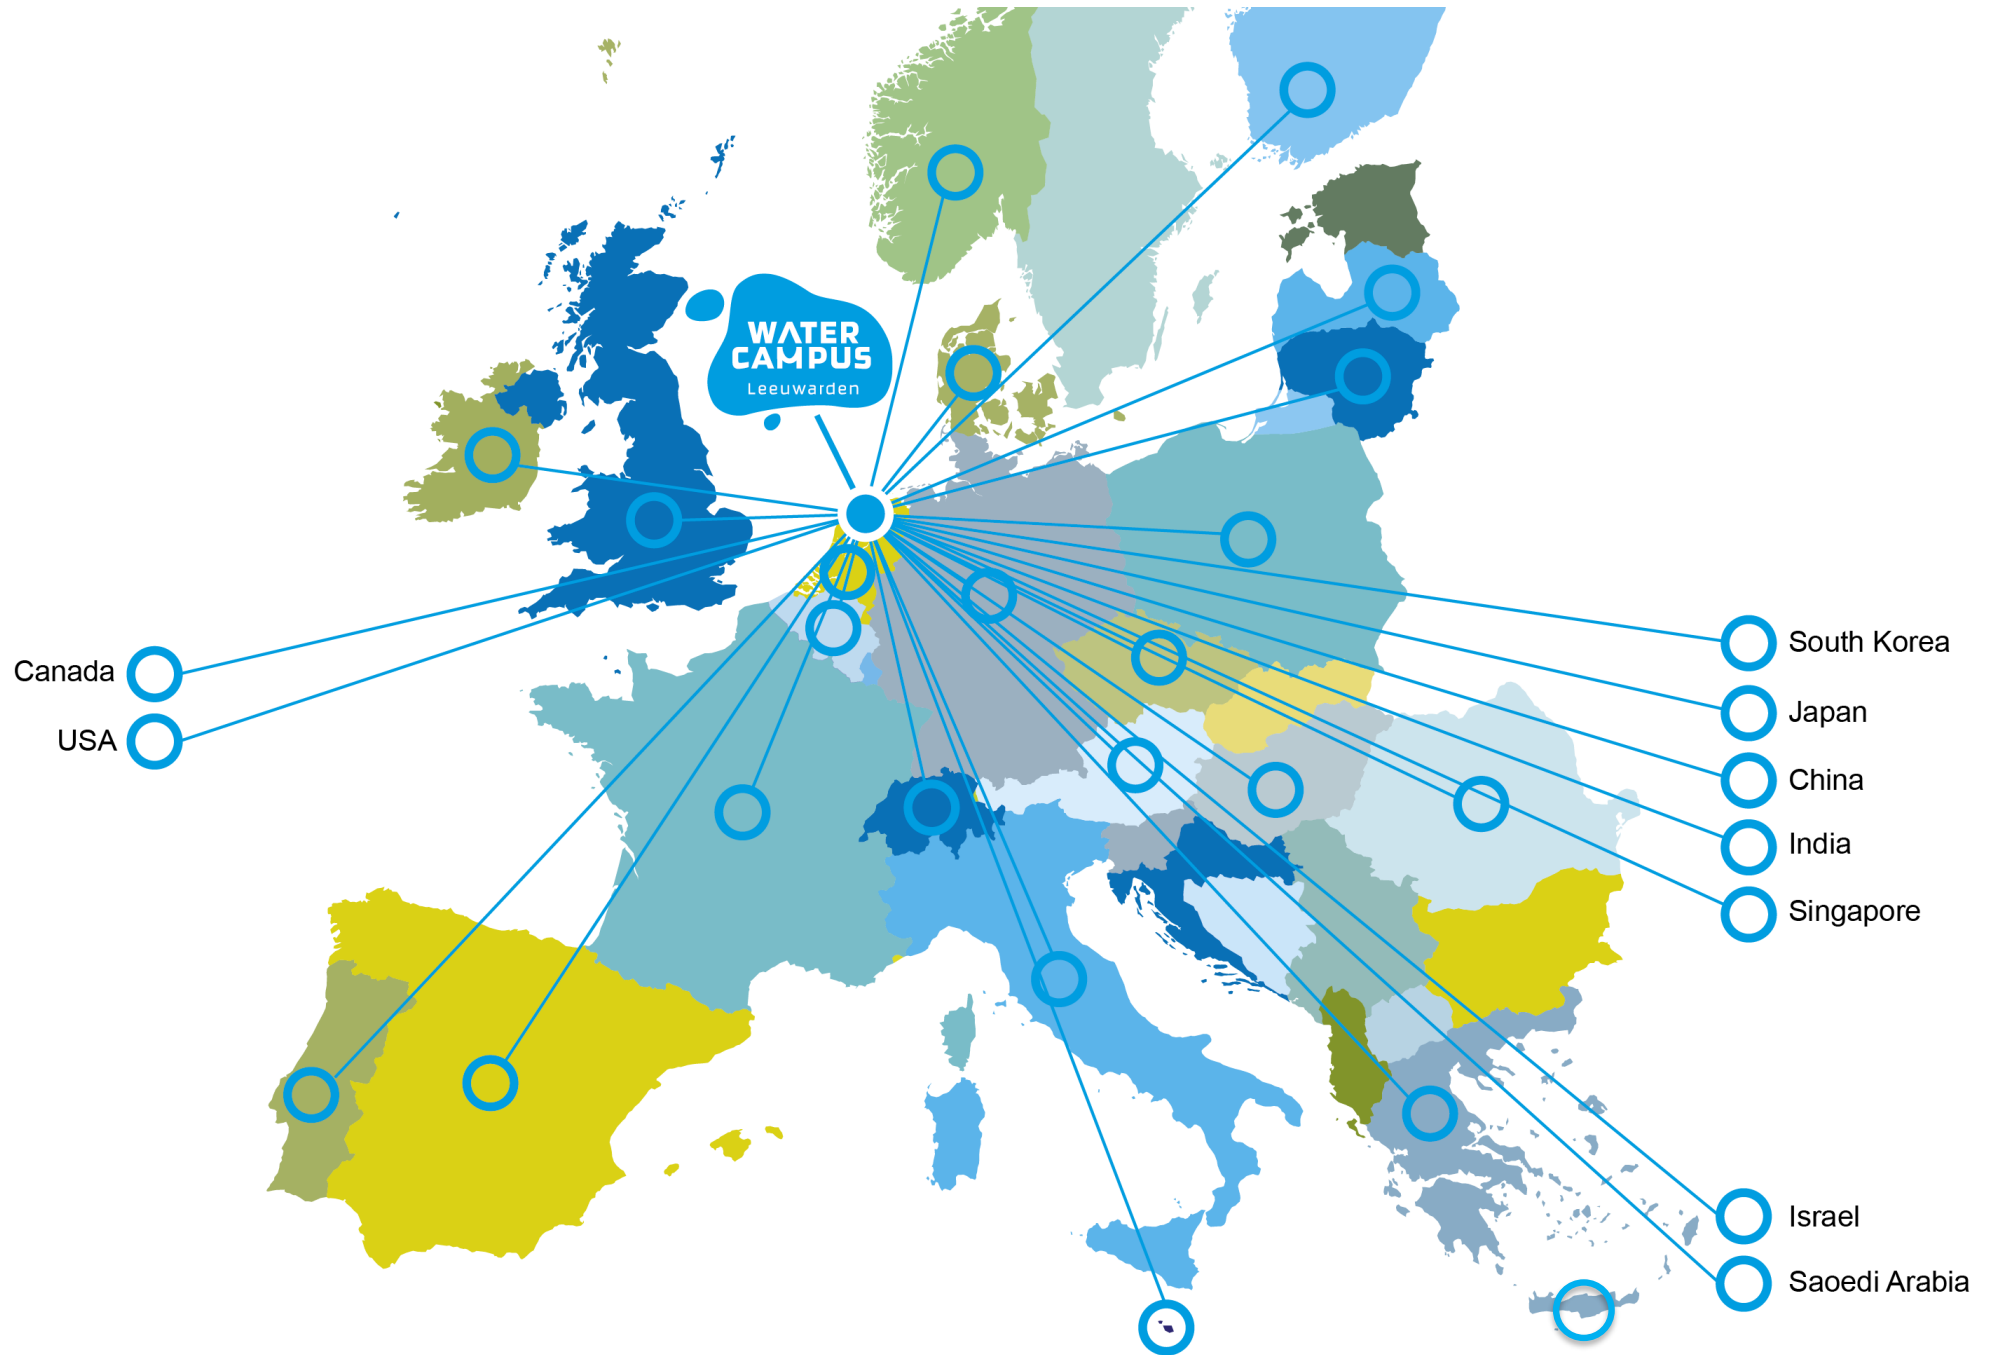 WATER
CAMPUS
Leeuwarden
Canada
USA
South Korea
Japan
China
India
Singapore
Israel
Saoedi Arabia